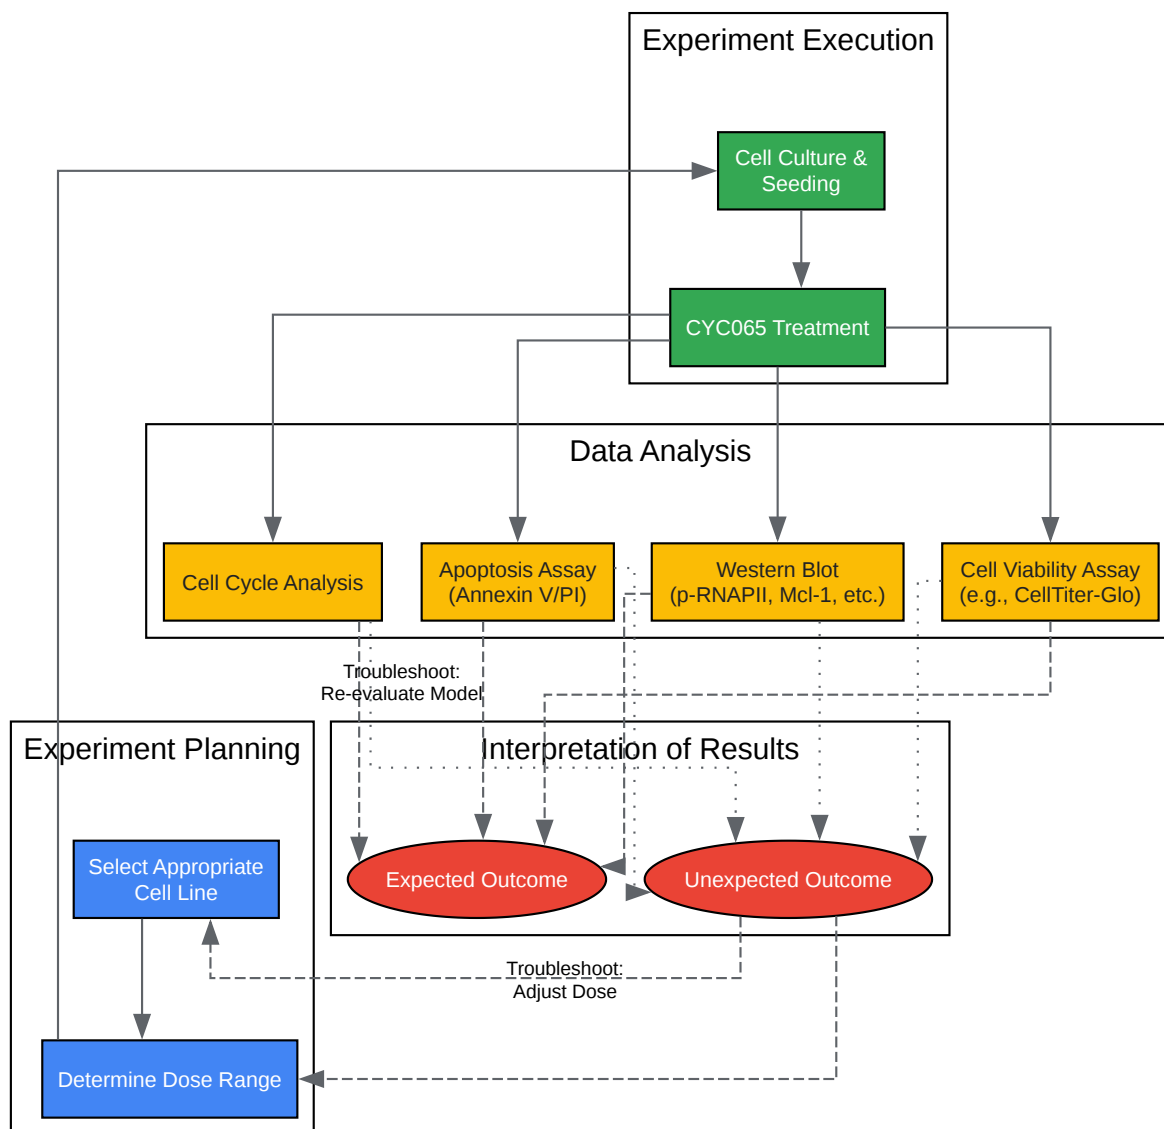 Experiment Execution
Cell Culture &
Seeding
CYC065 Treatment
Data Analysis
Cell Cycle Analysis
Apoptosis Assay
(Annexin V/PI)
Western Blot
(p-RNAPII, Mcl-1, etc.)
Cell Viability Assay
(e.g., CellTiter-Glo)
Troubleshoot:
Re-evaluate Model
Experiment Planning
Interpretation of Results
Select Appropriate
Cell Line
Expected Outcome
Unexpected Outcome
Troubleshoot:
Adjust Dose
Determine Dose Range